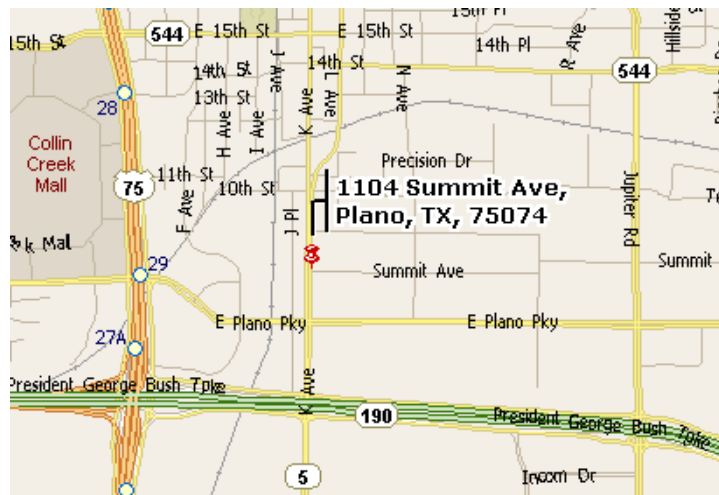 15th Pl
Hillsid
15th St
544
E 15th St
E 15th St
R Ave
14th Pl
J Ave
14th St
L Ave
544
14th St
N Ave
K Ave
28
13th St
Collin
Creek
Mall
H Ave
I Ave
Precision Dr
75
11th St
10th St
1104 Summit Ave,
Plano, TX, 75074
F Ave
J Pl
Jupiter Rd
k Mal
29
Summit Ave
Summit
E Plano Pky
E Plano Pky
27A
President George Bush Tpke
K Ave
190
President George Bush Tpke
5
Incom Dr